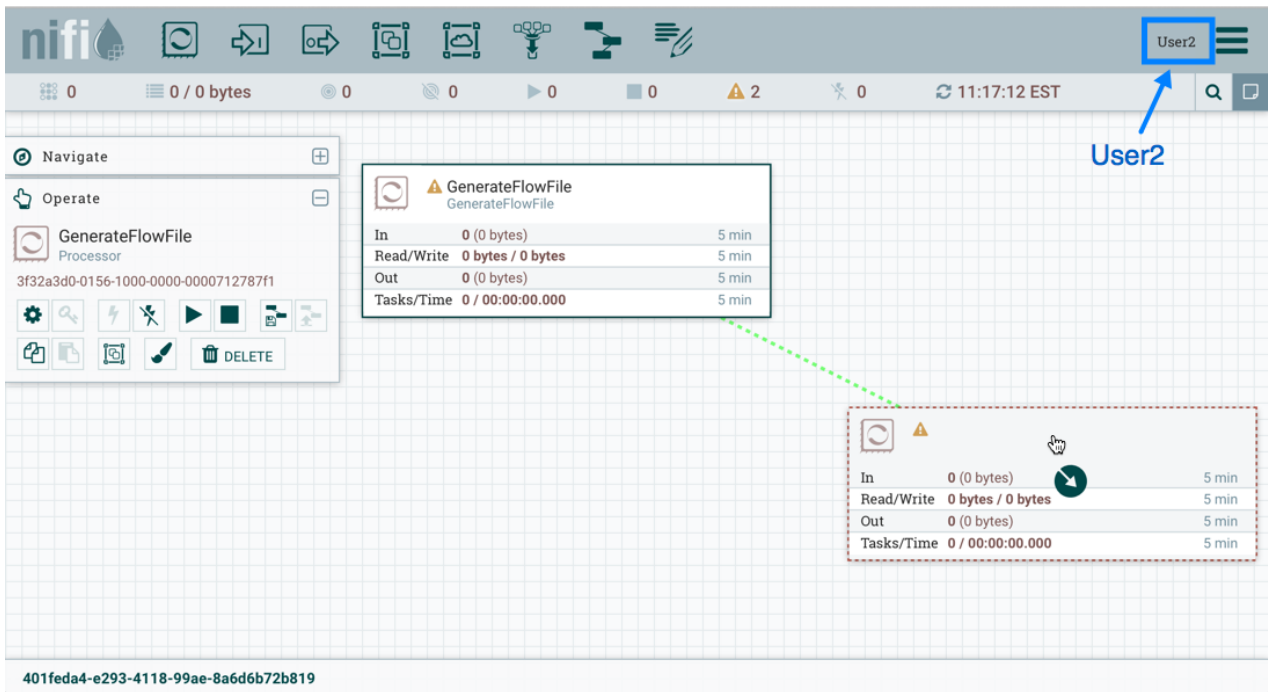 nifi
User2
0
0 / 0 bytes
0
0
0
0
2
0
11:17:12 EST
User2
Navigate
Operate
GenerateFlowFile
Processor
3f32a3d0-0156-1000-0000-0000712787f1
DELETE
GenerateFlowFile
GenerateFlowFile
In 0 (0 bytes) 5 min
Read/Write 0 bytes / 0 bytes 5 min
Out 0 (0 bytes) 5 min
Tasks/Time 0 / 00:00:00.000 5 min
In 0 (0 bytes) 5 min
Read/Write 0 bytes / 0 bytes 5 min
Out 0 (0 bytes) 5 min
Tasks/Time 0 / 00:00:00.000 5 min
401feda4-e293-4118-99ae-8a6d6b72b819